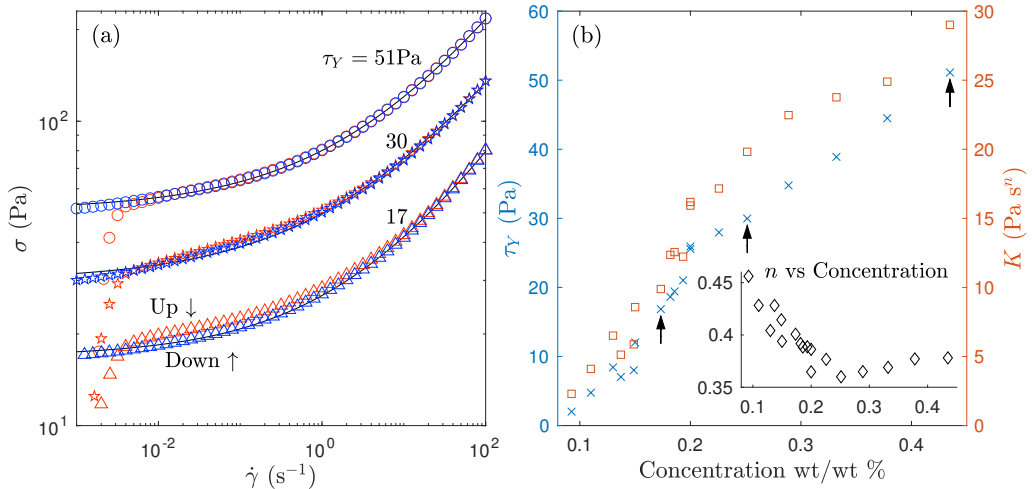 (a)
τ_Y = 51Pa
30
17
Up ↓
Down ↑
10^2
10^1
σ (Pa)
10^-2
10^0
10^2
γ̇ (s^-1)
(b)
60
50
40
30
20
10
0
τ_Y (Pa)
30
25
20
15
10
5
0
K (Pa s^n)
n vs Concentration
0.45
0.4
0.35
0.1
0.2
0.3
0.4
0.1
0.2
0.3
0.4
Concentration wt/wt %